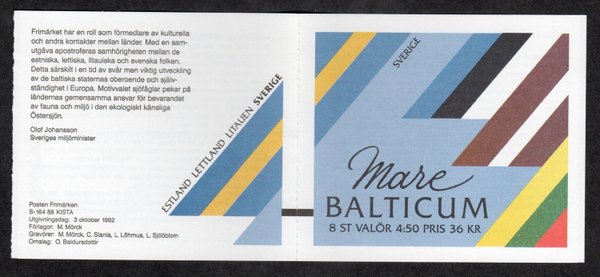 Frimärket har en roll som förmedlare av kulturella
och andra kontakter mellan länder. Med en sam-
utgåva apostroferas samhörigheten mellan de
estniska, lettiska, litauiska och svenska folken.
Detta särskilt i en tid av svår men viktig utveckling
av de baltiska staternas oberoende och själv-
ständighet i Europa. Motivvalet sjöfåglar pekar på
ländernas gemensamma ansvar för bevarandet
av fauna och miljö i den ekologiskt känsliga
Östersjön.
Olof Johansson
Sveriges miljöminister
Posten Frimärken
S-164 88 KISTA
Utgivningsdag: 3 oktober 1992
Förlagor: M. Mörck
Gravörer: M. Mörck, C. Slania, L. Lõhmus, L. Sjööblom
Omslag: O. Baldursdottir
ESTLAND LETTLAND LITAUEN SVERIGE
SVERIGE
Mare
BALTICUM
8 ST VALÖR 4:50 PRIS 36 KR